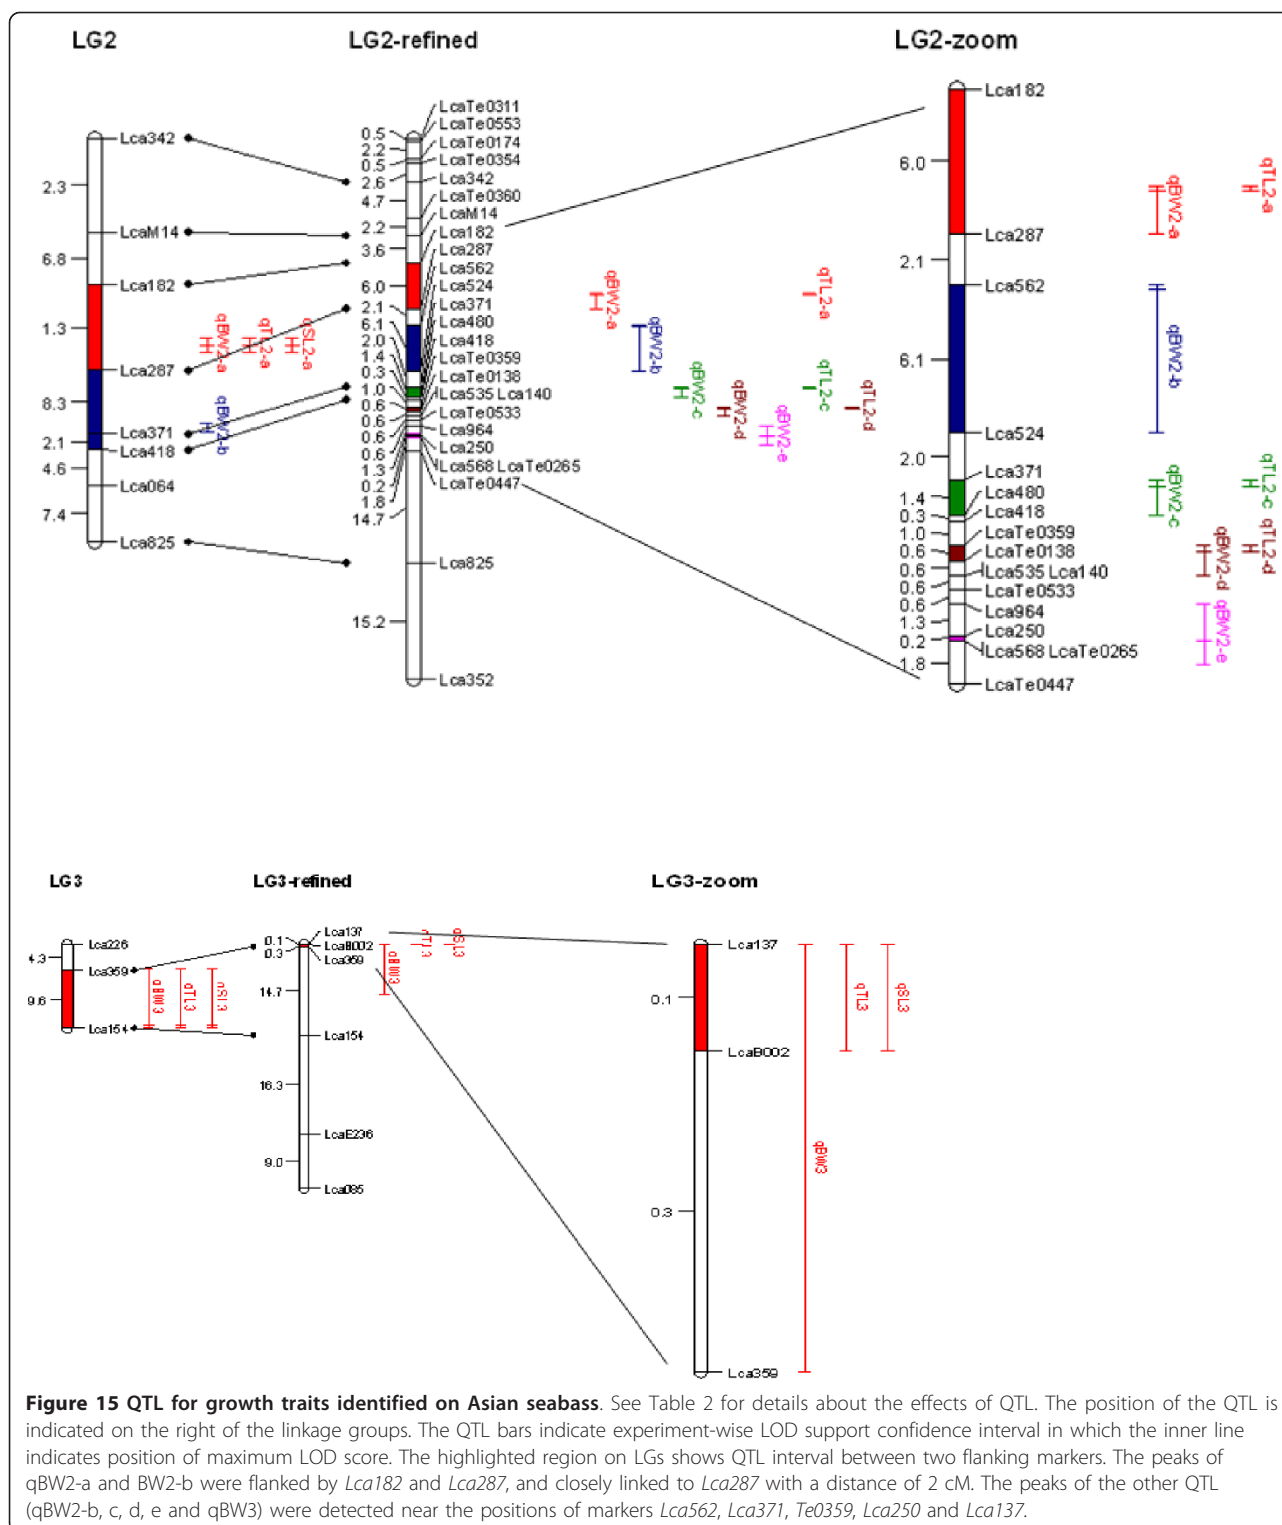 LG2 LG2-refined LG2-zoom
Lca342
LcaM14
Lca182
Lca287
Lca371
Lca418
Lca064
Lca825
2.3
6.8
1.3
8.3
2.1
4.6
7.4
qBW2-a qTL2-a qSL2-a
qBW2-b
0.5
2.2
0.5
2.6
4.7
2.2
3.6
6.0
2.1
6.1
2.0
1.4
0.3
1.0
0.6
0.6
0.6
0.6
1.3
0.2
1.8
14.7
15.2
LcaTe0311
LcaTe0553
LcaTe0174
LcaTe0354
Lca342
LcaTe0360
LcaM14
Lca182
Lca287
Lca562
Lca524
Lca371
Lca480
Lca418
LcaTe0359
LcaTe0138
Lca535 Lca140
LcaTe0533
Lca964
Lca250
Lca568 LcaTe0265
LcaTe0447
Lca825
Lca352
qBW2-a
qBW2-b
qBW2-c
qBW2-d
qBW2-e
qTL2-a
qTL2-c
qTL2-d
6.0
2.1
6.1
2.0
1.4
0.3
1.0
0.6
0.6
0.6
0.6
1.3
0.2
1.8
Lca182
Lca287
Lca562
Lca524
Lca371
Lca480
Lca418
LcaTe0359
LcaTe0138
Lca535 Lca140
LcaTe0533
Lca964
Lca250
Lca568 LcaTe0265
LcaTe0447
qBW2-a
qTL2-a
qBW2-b
qBW2-c
qTL2-c
qBW2-d
qTL2-d
qBW2-e
LG3 LG3-refined LG3-zoom
4.3
9.6
Lca226
Lca359
Lca154
qBW3 qTL3 qSL3
0.1
0.3
14.7
16.3
9.0
Lca137
LcaB002
Lca359
Lca154
LcaE236
Lca085
qBW3 qTL3 qSL3
0.1
0.3
Lca137
LcaB002
Lca359
qBW3
qTL3
qSL3
Figure 15 QTL for growth traits identified on Asian seabass. See Table 2 for details about the effects of QTL. The position of the QTL is
indicated on the right of the linkage groups. The QTL bars indicate experiment-wise LOD support confidence interval in which the inner line
indicates position of maximum LOD score. The highlighted region on LGs shows QTL interval between two flanking markers. The peaks of
qBW2-a and BW2-b were flanked by Lca182 and Lca287, and closely linked to Lca287 with a distance of 2 cM. The peaks of the other QTL
(qBW2-b, c, d, e and qBW3) were detected near the positions of markers Lca562, Lca371, Te0359, Lca250 and Lca137.